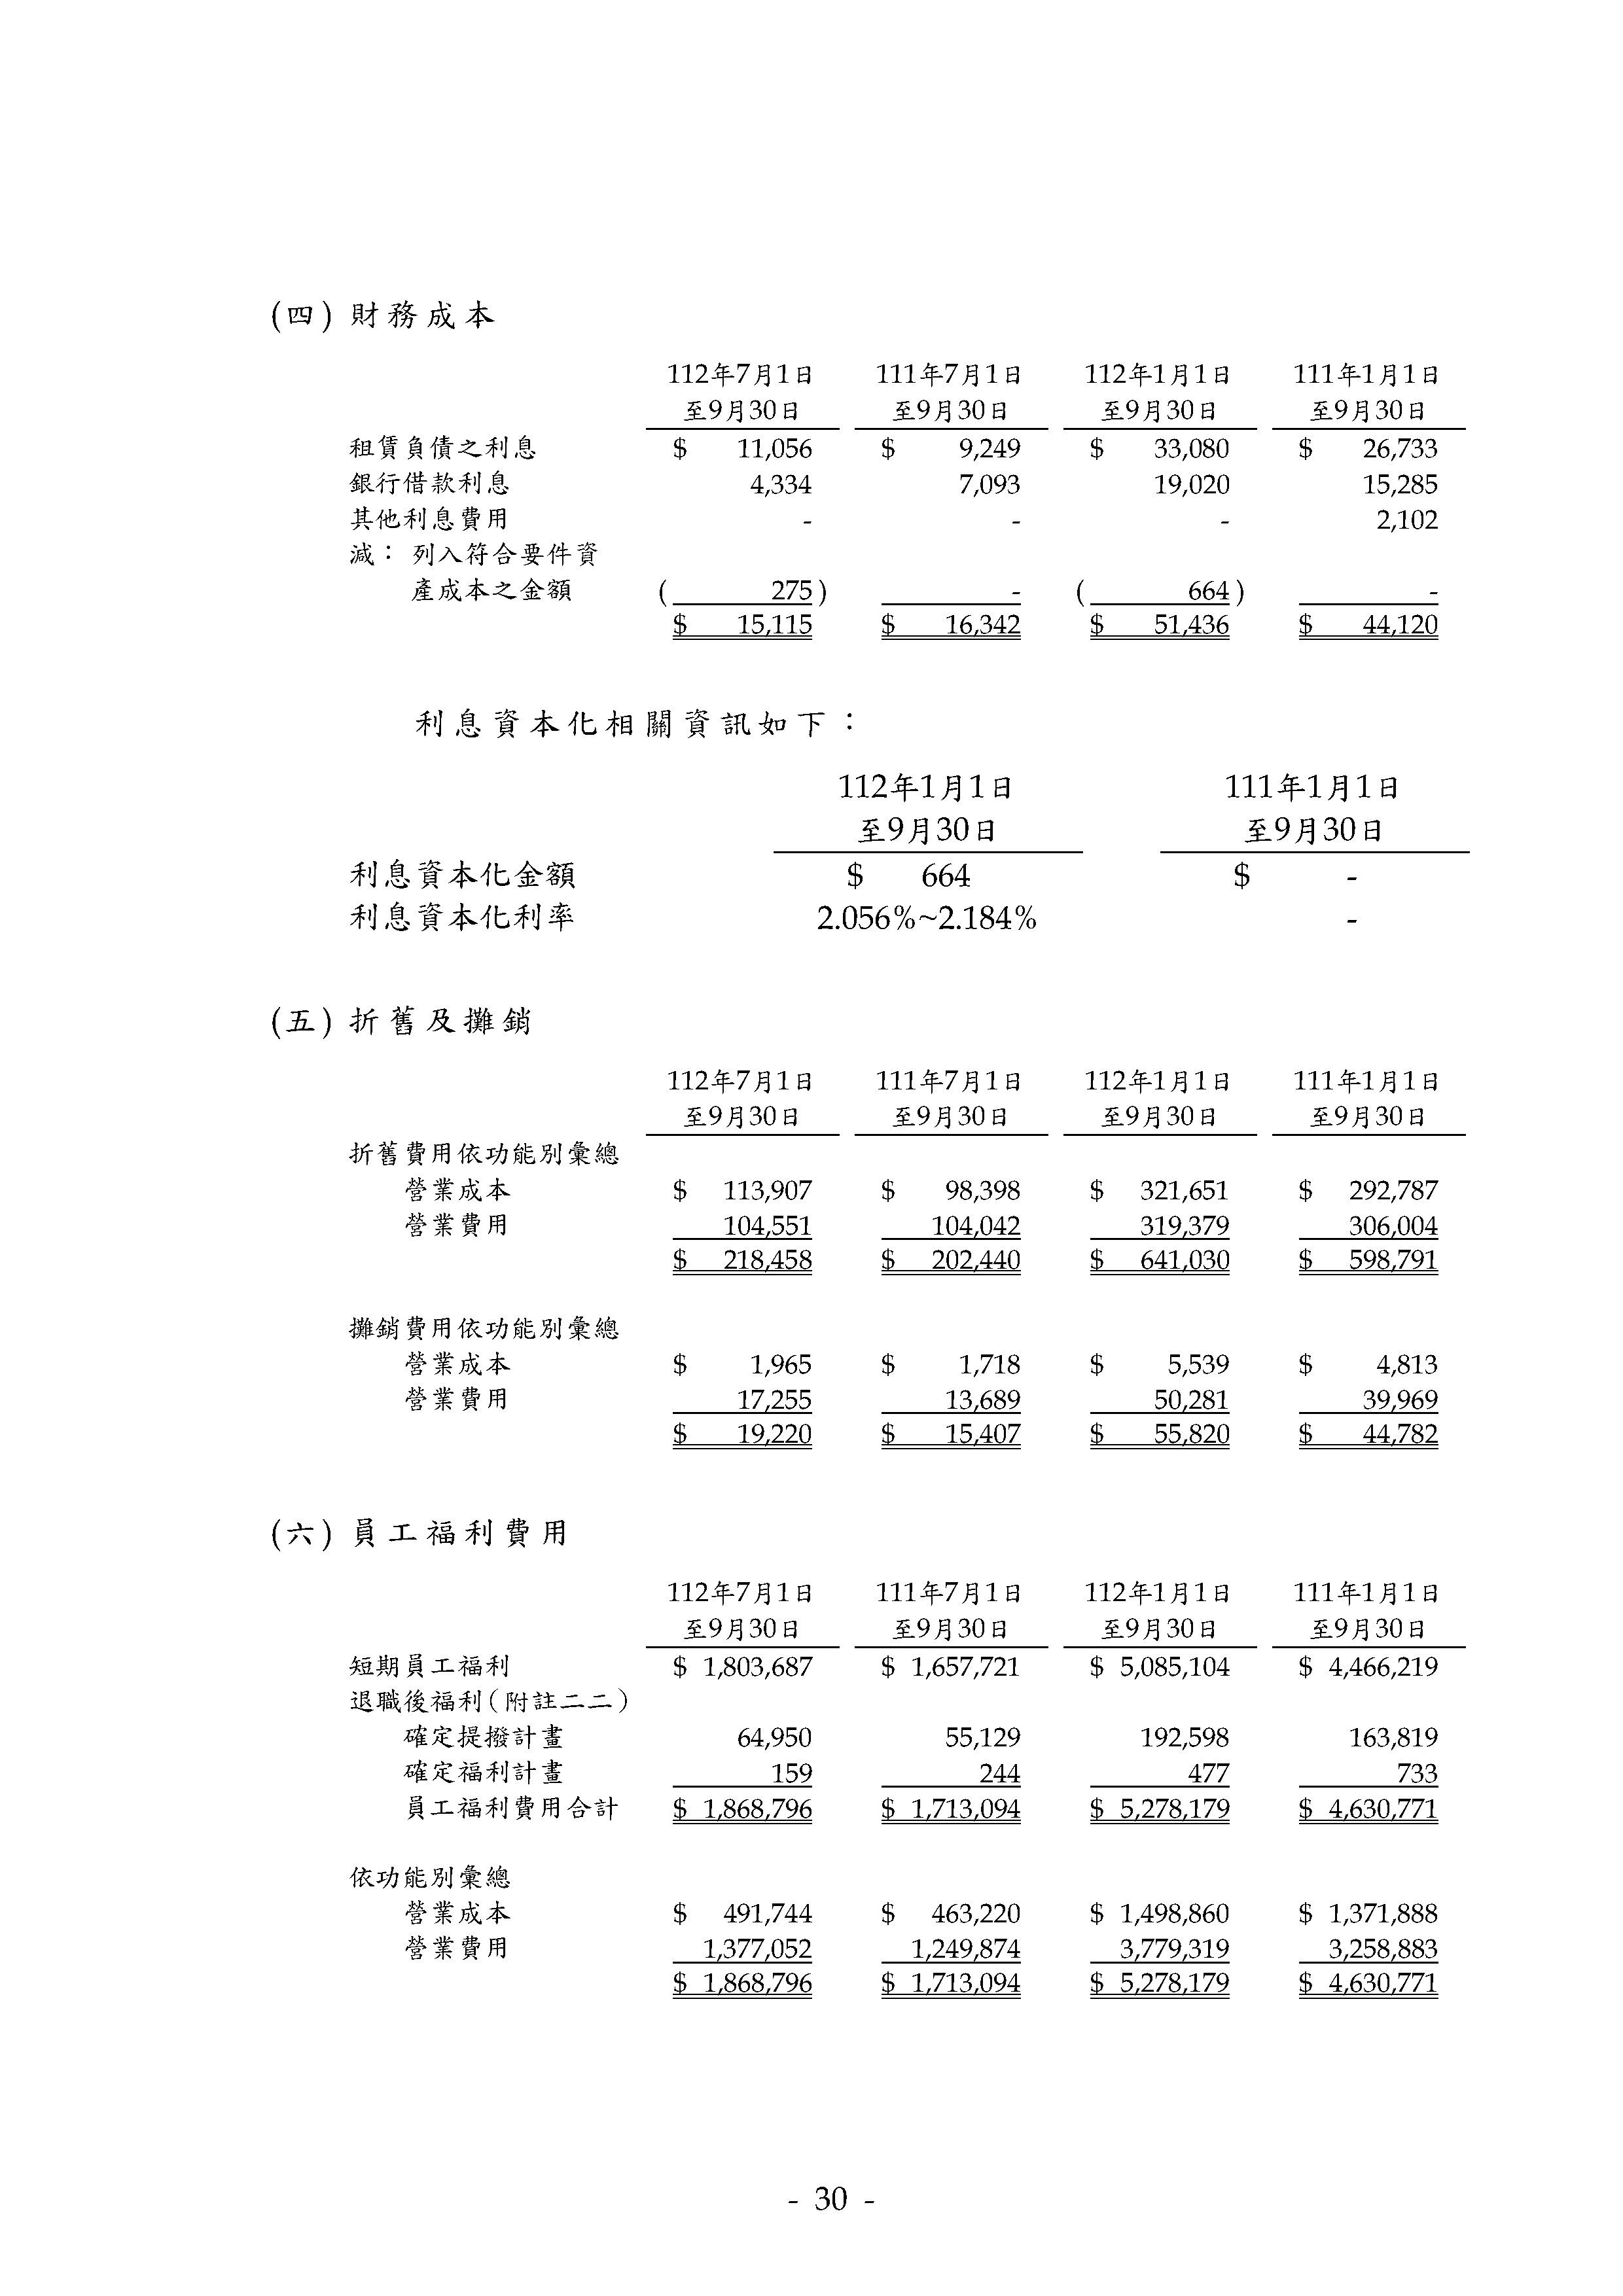 (四) 財務成本
112年7月1日 111年7月1日 112年1月1日 111年1月1日
至9月30日 至9月30日 至9月30日 至9月30日
租賃負債之利息 $ 11,056 $ 9,249 $ 33,080 $ 26,733
銀行借款利息 4,334 7,093 19,020 15,285
其他利息費用 - - - 2,102
減： 列入符合要件資
產成本之金額 ( 275) - ( 664) -
$ 15,115 $ 16,342 $ 51,436 $ 44,120
利息資本化相關資訊如下：
112年1月1日 111年1月1日
至9月30日 至9月30日
利息資本化金額 $ 664 $ -
利息資本化利率 2.056%~2.184% -
(五) 折舊及攤銷
112年7月1日 111年7月1日 112年1月1日 111年1月1日
至9月30日 至9月30日 至9月30日 至9月30日
折舊費用依功能別彙總
營業成本 $ 113,907 $ 98,398 $ 321,651 $ 292,787
營業費用 104,551 104,042 319,379 306,004
$ 218,458 $ 202,440 $ 641,030 $ 598,791
攤銷費用依功能別彙總
營業成本 $ 1,965 $ 1,718 $ 5,539 $ 4,813
營業費用 17,255 13,689 50,281 39,969
$ 19,220 $ 15,407 $ 55,820 $ 44,782
(六) 員工福利費用
112年7月1日 111年7月1日 112年1月1日 111年1月1日
至9月30日 至9月30日 至9月30日 至9月30日
短期員工福利 $ 1,803,687 $ 1,657,721 $ 5,085,104 $ 4,466,219
退職後福利（附註二二）
確定提撥計畫 64,950 55,129 192,598 163,819
確定福利計畫 159 244 477 733
員工福利費用合計 $ 1,868,796 $ 1,713,094 $ 5,278,179 $ 4,630,771
依功能別彙總
營業成本 $ 491,744 $ 463,220 $ 1,498,860 $ 1,371,888
營業費用 1,377,052 1,249,874 3,779,319 3,258,883
$ 1,868,796 $ 1,713,094 $ 5,278,179 $ 4,630,771
- 30 -